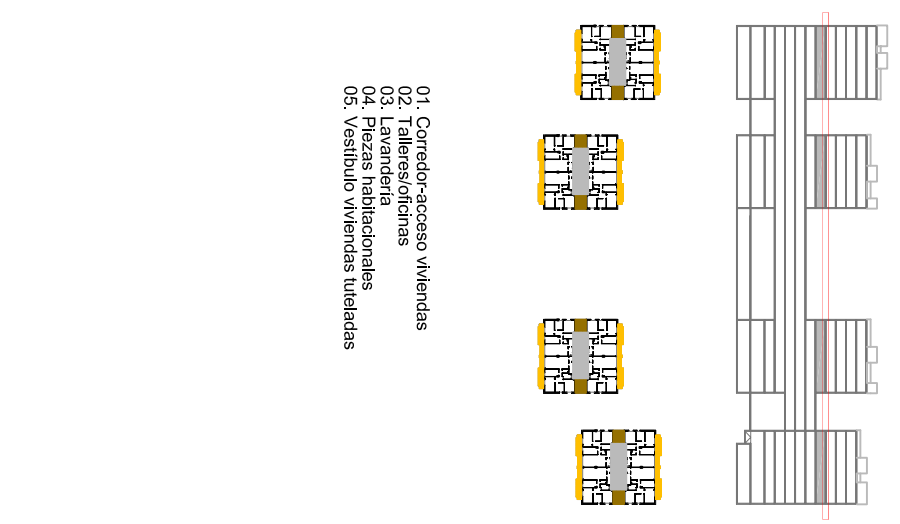 01. Corredor-acceso viviendas
02. Talleres/oficinas
03. Lavandería
04. Piezas habitacionales
05. Vestíbulo viviendas tuteladas